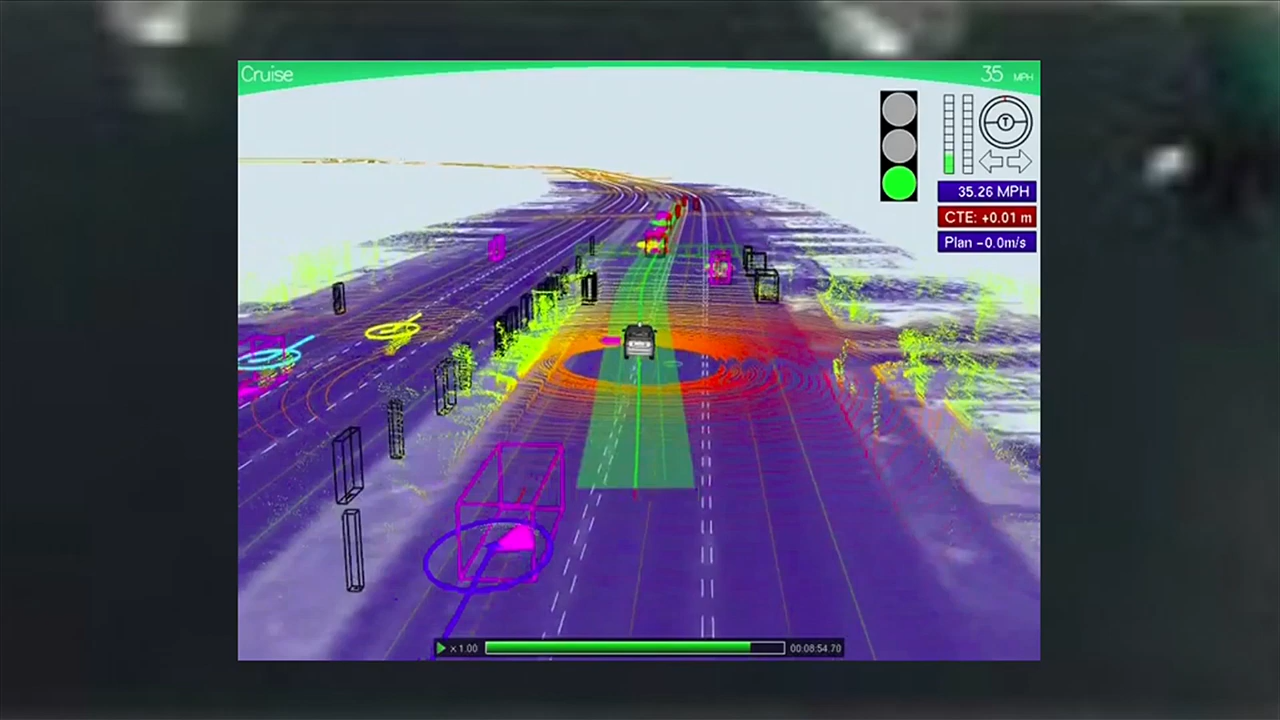 Cruise
35 MPH
T
35.26 MPH
CTE: +0.01 m
Plan -0.0m/s
× 1.00
00:08:54.70